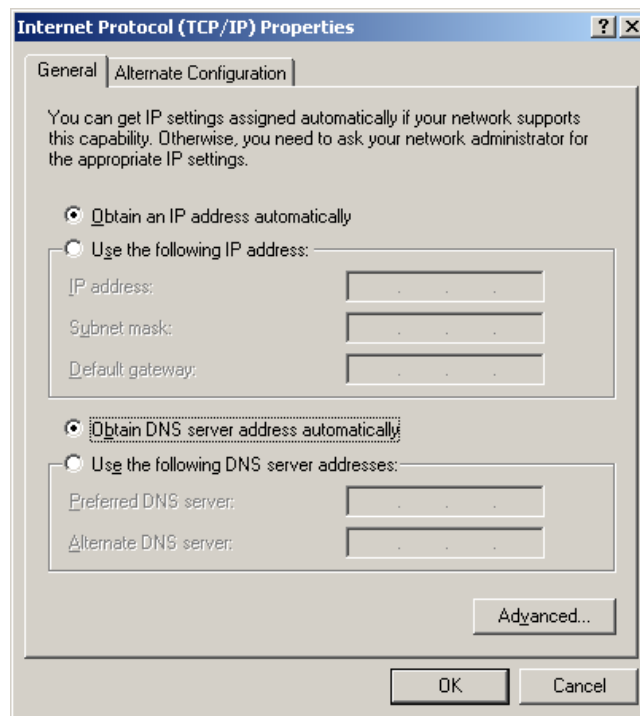 Internet Protocol (TCP/IP) Properties
General
Alternate Configuration
You can get IP settings assigned automatically if your network supports
this capability. Otherwise, you need to ask your network administrator for
the appropriate IP settings.
Obtain an IP address automatically
Use the following IP address:
IP address:
Subnet mask:
Default gateway:
Obtain DNS server address automatically
Use the following DNS server addresses:
Preferred DNS server:
Alternate DNS server:
Advanced...
OK
Cancel